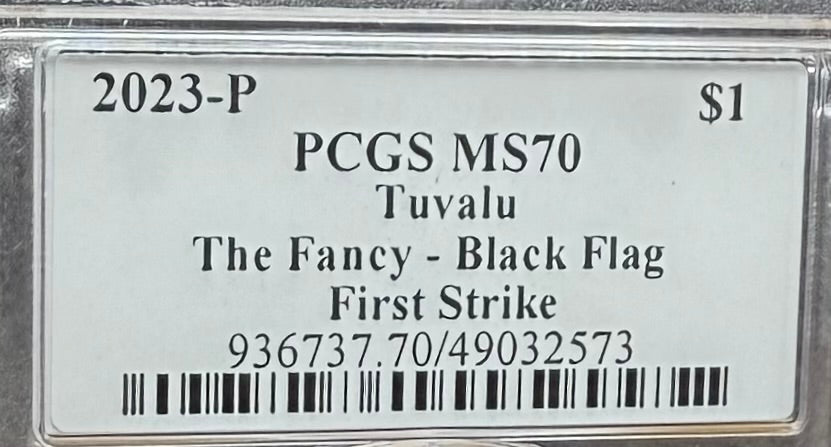 2023-P $1
PCGS MS70
Tuvalu
The Fancy - Black Flag
First Strike
936737.70/49032573